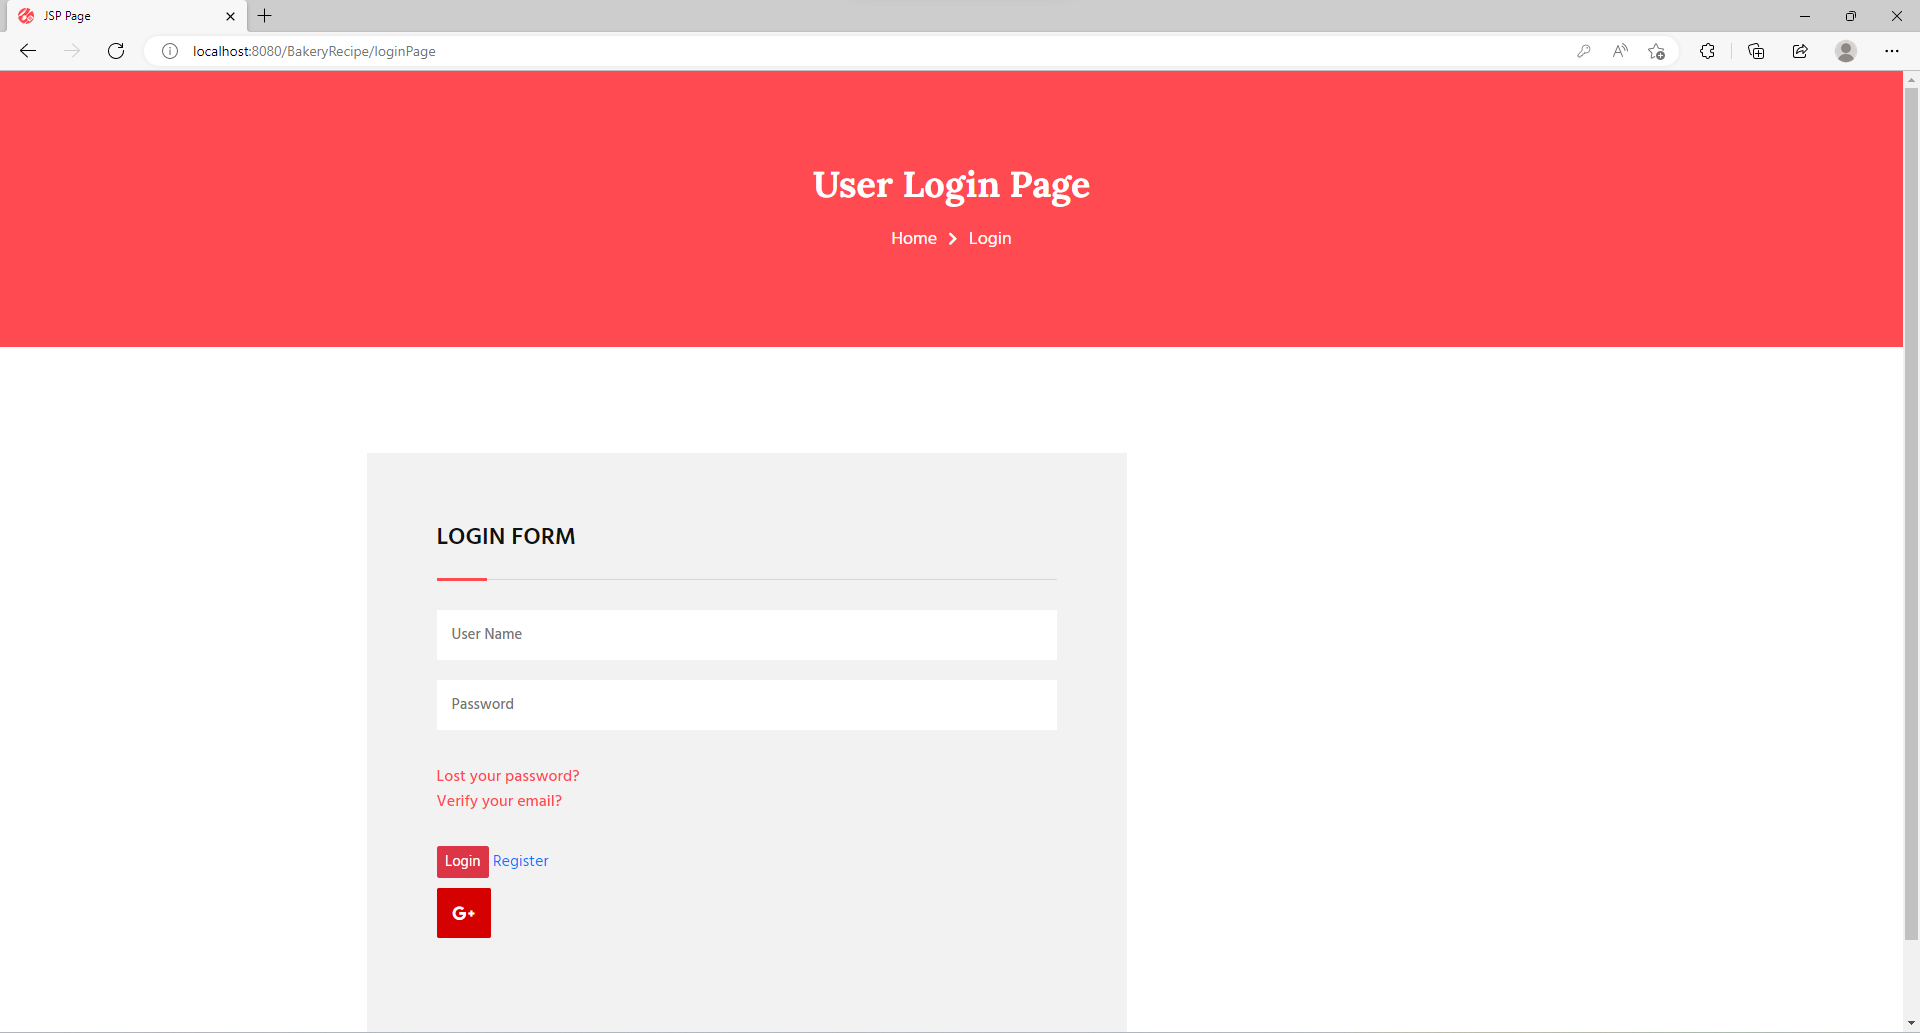 JSP Page
localhost:8080/BakeryRecipe/loginPage
User Login Page
Home > Login
LOGIN FORM
User Name
Password
Lost your password?
Verify your email?
Login Register
G+